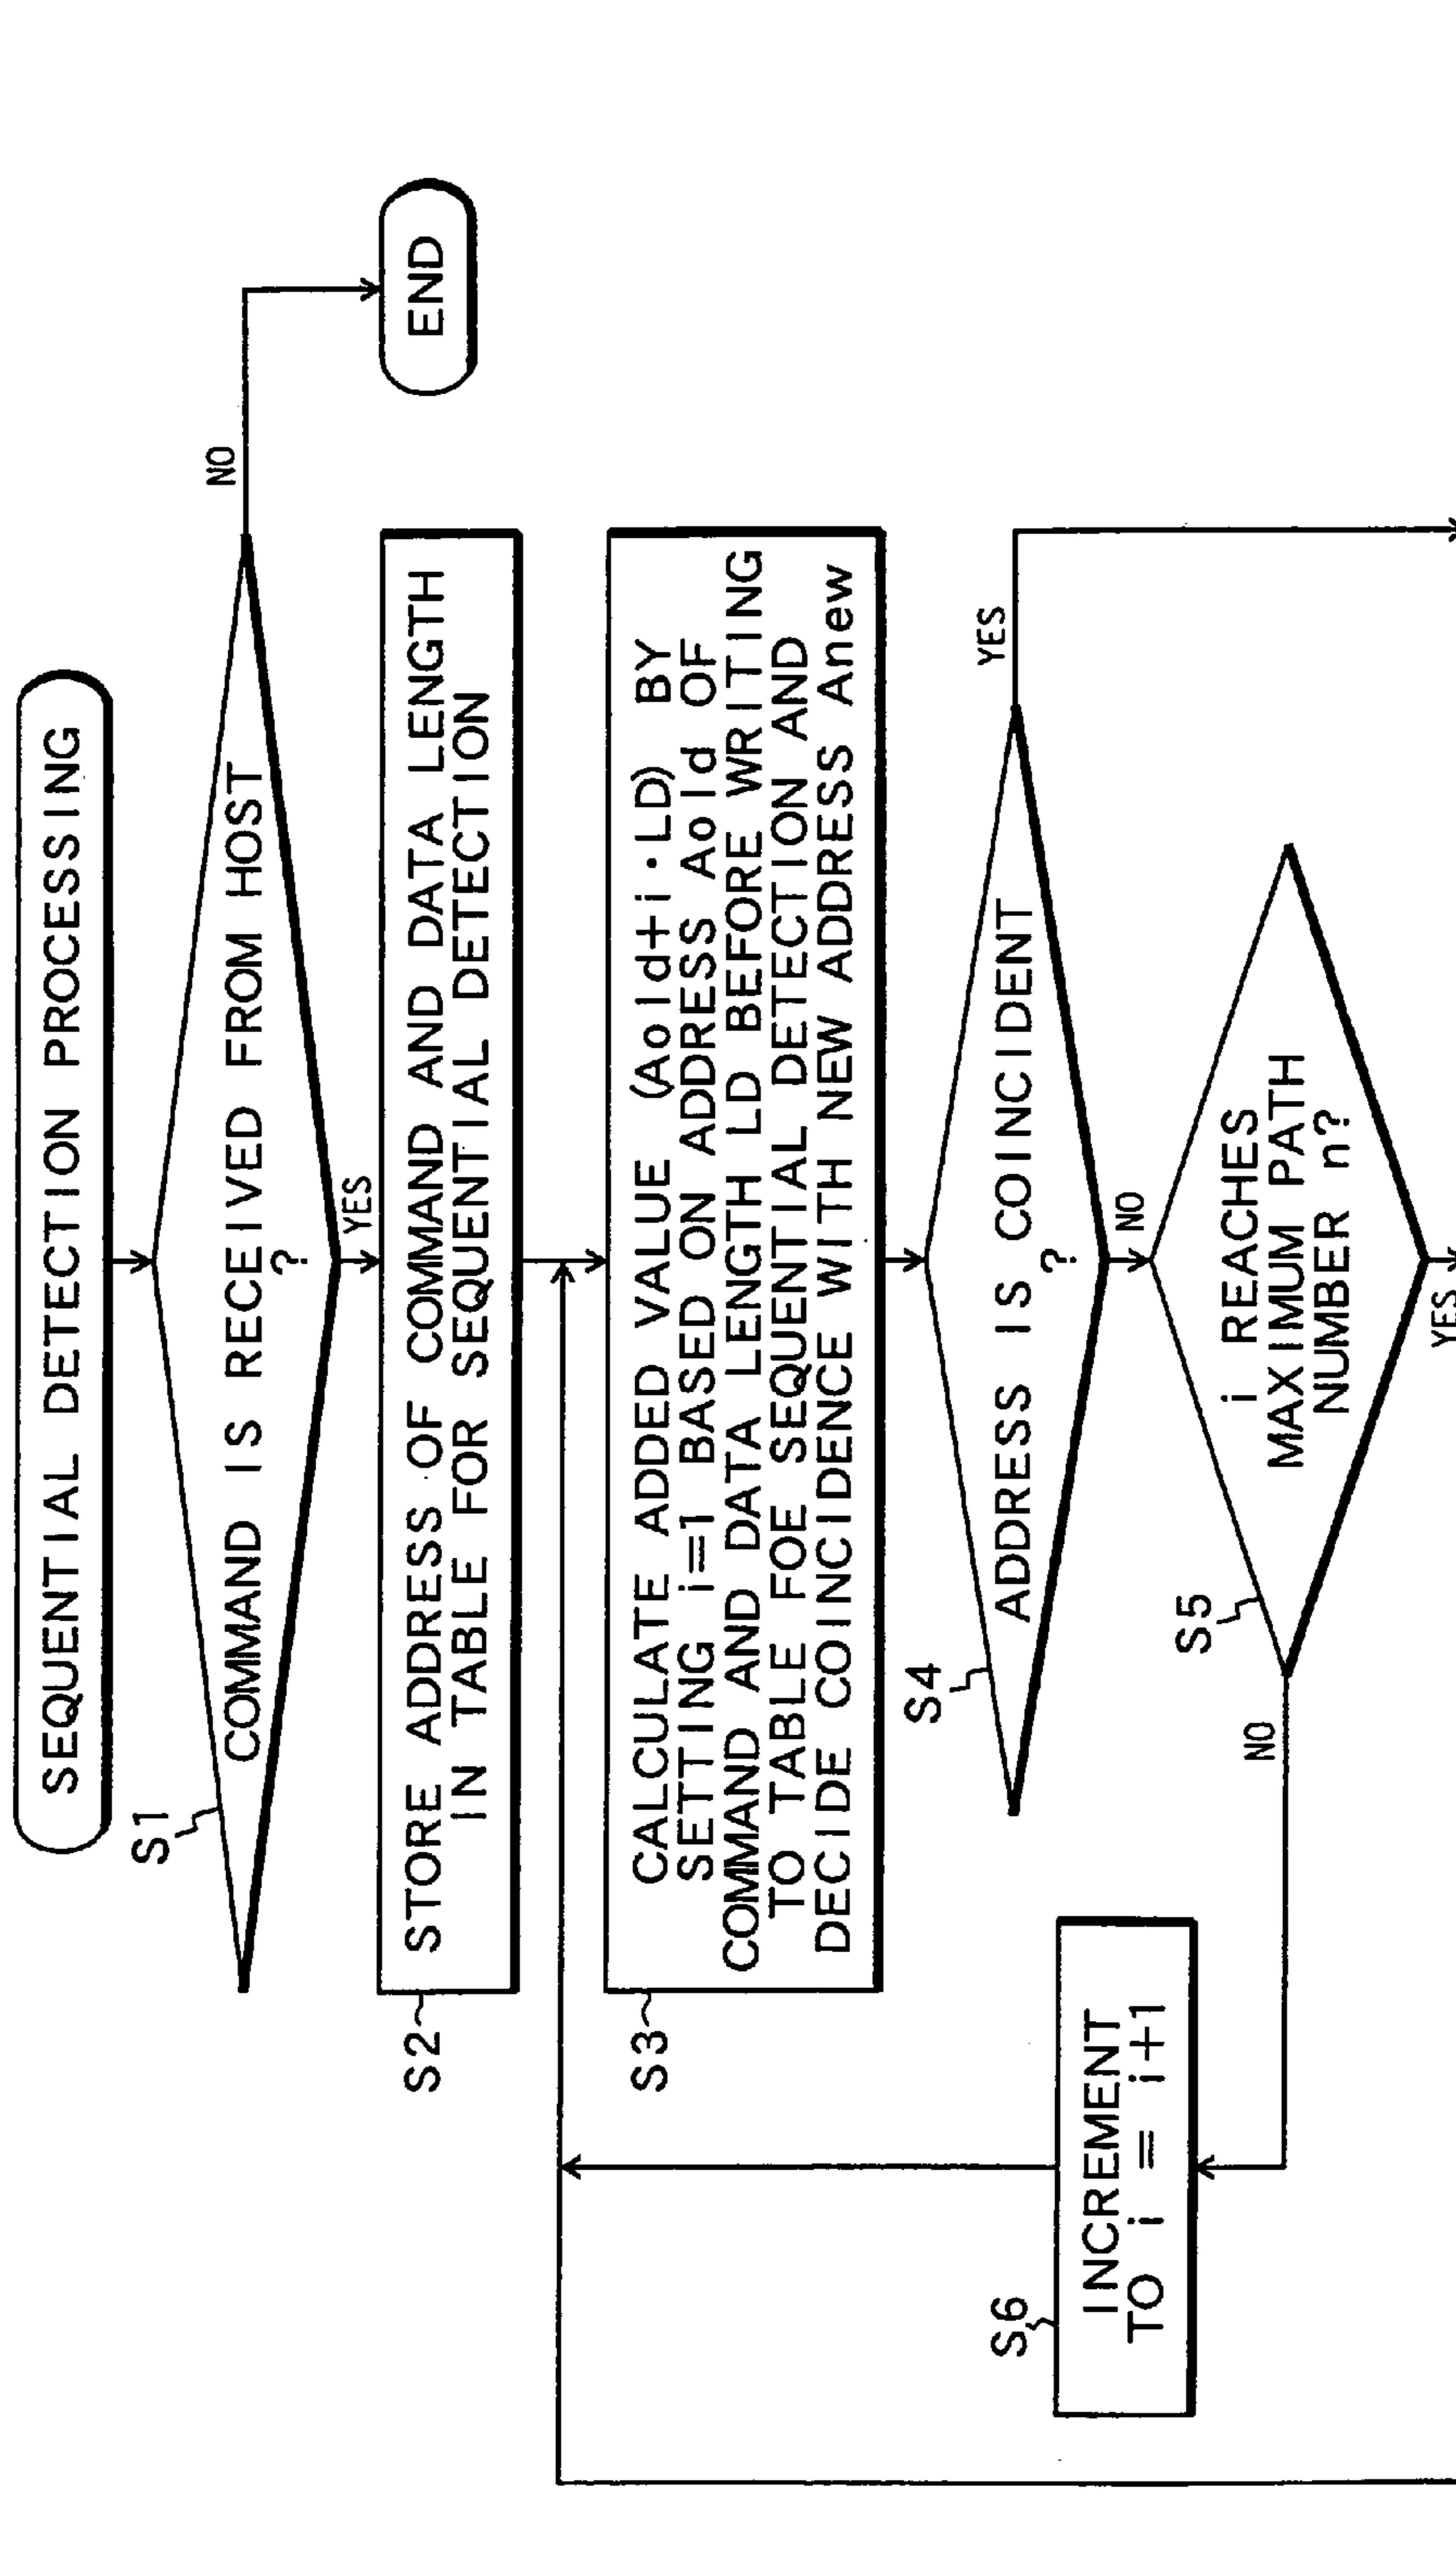 SEQUENTIAL DETECTION PROCESSING
S1
COMMAND IS RECEIVED FROM HOST
?
NO
END
YES
S2
STORE ADDRESS OF COMMAND AND DATA LENGTH
IN TABLE FOR SEQUENTIAL DETECTION
S3
CALCULATE ADDED VALUE (Aold+i·LD) BY
SETTING i=1 BASED ON ADDRESS Aold OF
COMMAND AND DATA LENGTH LD BEFORE WRITING
TO TABLE FOE SEQUENTIAL DETECTION AND
DECIDE COINCIDENCE WITH NEW ADDRESS Anew
S4
ADDRESS IS COINCIDENT
?
YES
NO
S5
i REACHES
MAXIMUM PATH
NUMBER n?
NO
YES
S6
INCREMENT
TO i = i+1